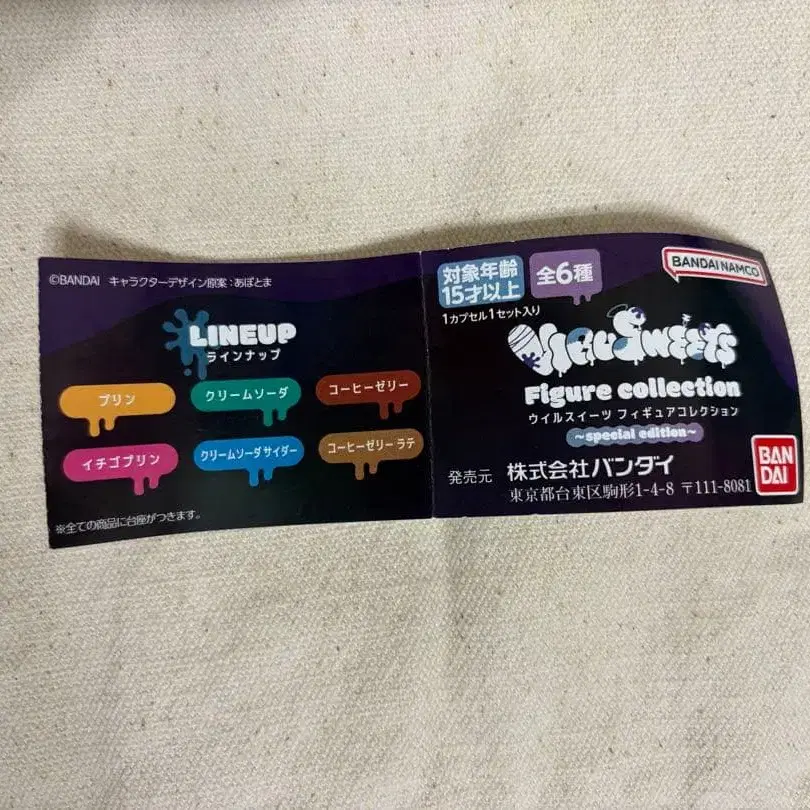 ©BANDAI キャラクターデザイン原案：あぽとま
LINEUP
ラインナップ
プリン
クリームソーダ
コーヒーゼリー
イチゴプリン
クリームソーダサイダー
コーヒーゼリー ラテ
※全ての商品に台座がつきます。
対象年齢
15才以上
全6種
BANDAI NAMCO
1カプセル1セット入り
ViruSweets
Figure collection
ウイルスイーツ フィギュアコレクション
～special edition～
発売元 株式会社バンダイ
東京都台東区駒形1-4-8 〒111-8081
BAN
DAI